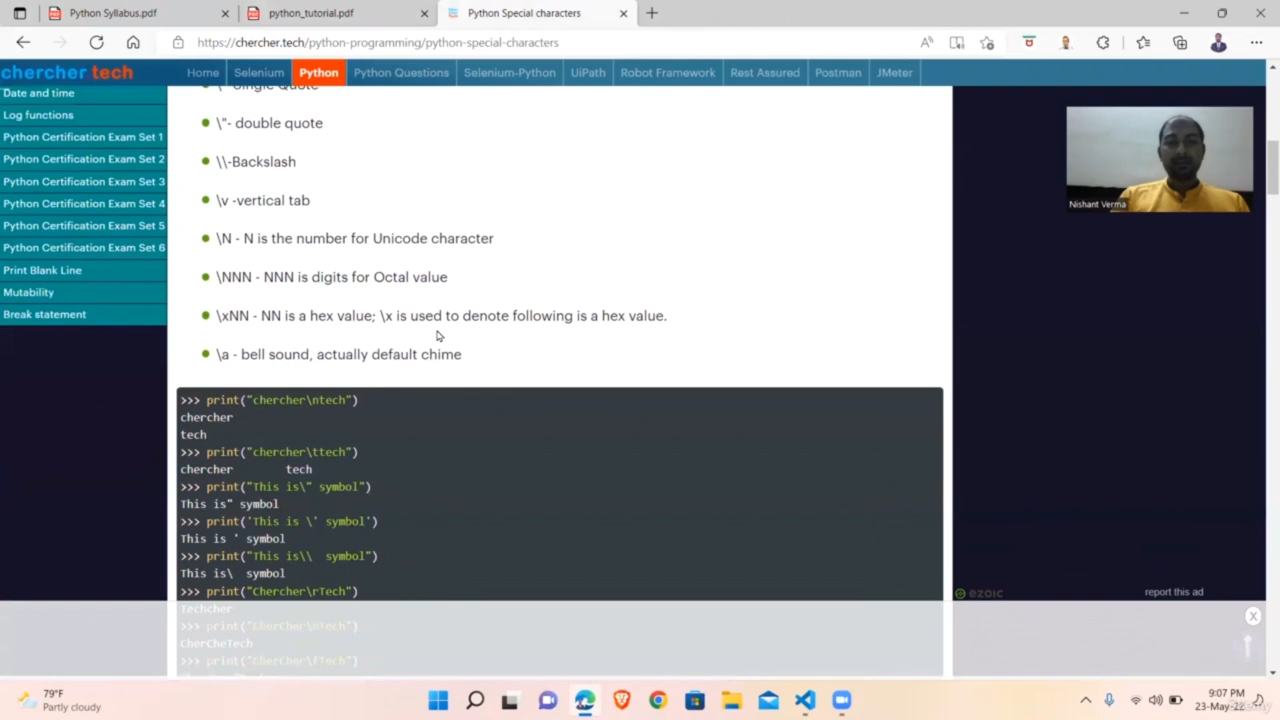 Python Syllabus.pdf
python_tutorial.pdf
Python Special characters
https://chercher.tech/python-programming/python-special-characters
chercher tech
Home
Selenium
Python
Python Questions
Selenium-Python
UiPath
Robot Framework
Rest Assured
Postman
JMeter
Date and time
Log functions
Python Certification Exam Set 1
Python Certification Exam Set 2
Python Certification Exam Set 3
Python Certification Exam Set 4
Python Certification Exam Set 5
Python Certification Exam Set 6
Print Blank Line
Mutability
Break statement
\'-Single Quote
\"- double quote
\\-Backslash
\v -vertical tab
\N - N is the number for Unicode character
\NNN - NNN is digits for Octal value
\xNN - NN is a hex value; \x is used to denote following is a hex value.
\a - bell sound, actually default chime
>>> print("chercher\ntech")
chercher
tech
>>> print("chercher\ttech")
chercher tech
>>> print("This is\" symbol")
This is" symbol
>>> print('This is \' symbol')
This is ' symbol
>>> print("This is\\  symbol")
This is\  symbol
>>> print("Chercher\rTech")
Techcher
CherCheTech
Nishant Verma
ezoic
report this ad
X
79°F
Partly cloudy
9:07 PM